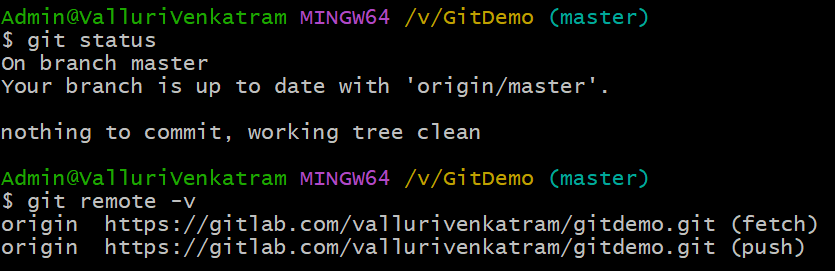 Admin@ValluriVenkatram MINGW64 /v/GitDemo (master)
$ git status
On branch master
Your branch is up to date with 'origin/master'.
nothing to commit, working tree clean
Admin@ValluriVenkatram MINGW64 /v/GitDemo (master)
$ git remote -v
origin  https://gitlab.com/vallurivenkatram/gitdemo.git (fetch)
origin  https://gitlab.com/vallurivenkatram/gitdemo.git (push)